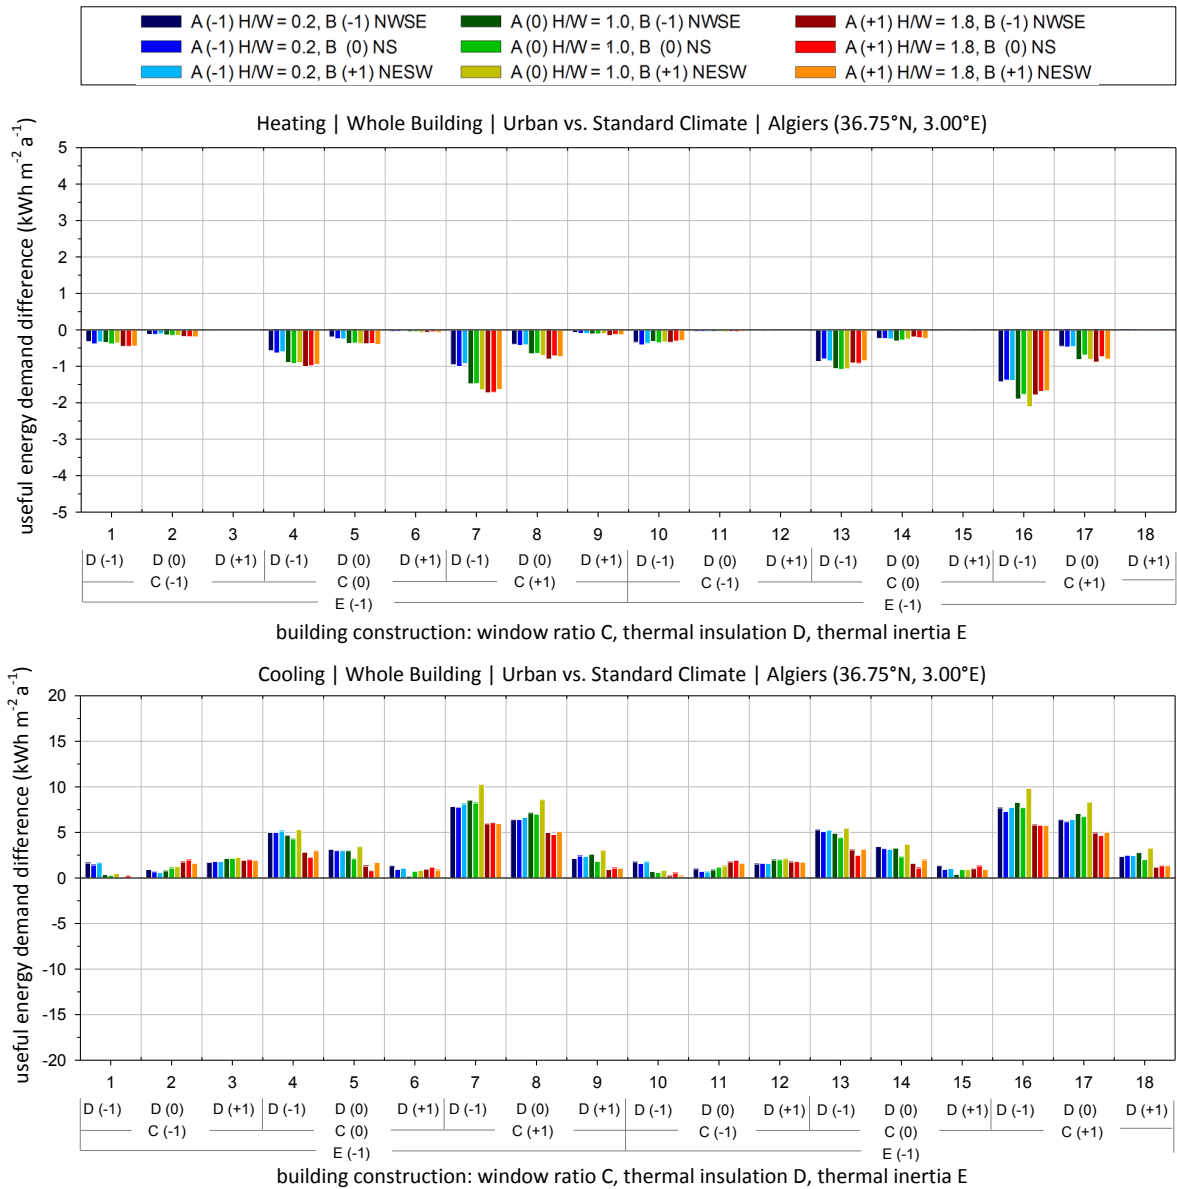 A (-1) H/W = 0.2, B (-1) NWSE A (0) H/W = 1.0, B (-1) NWSE A (+1) H/W = 1.8, B (-1) NWSE
A (-1) H/W = 0.2, B (0) NS A (0) H/W = 1.0, B (0) NS A (+1) H/W = 1.8, B (0) NS
A (-1) H/W = 0.2, B (+1) NESW A (0) H/W = 1.0, B (+1) NESW A (+1) H/W = 1.8, B (+1) NESW
Heating | Whole Building | Urban vs. Standard Climate | Algiers (36.75°N, 3.00°E)
useful energy demand difference (kWh m⁻² a⁻¹)
5
4
3
2
1
0
-1
-2
-3
-4
-5
1 2 3 4 5 6 7 8 9 10 11 12 13 14 15 16 17 18
D (-1) D (0) D (+1) D (-1) D (0) D (+1) D (-1) D (0) D (+1) D (-1) D (0) D (+1) D (-1) D (0) D (+1) D (-1) D (0) D (+1)
C (-1) C (0) C (+1) C (-1) C (0) C (+1)
E (-1) E (-1)
building construction: window ratio C, thermal insulation D, thermal inertia E
Cooling | Whole Building | Urban vs. Standard Climate | Algiers (36.75°N, 3.00°E)
useful energy demand difference (kWh m⁻² a⁻¹)
20
15
10
5
0
-5
-10
-15
-20
1 2 3 4 5 6 7 8 9 10 11 12 13 14 15 16 17 18
D (-1) D (0) D (+1) D (-1) D (0) D (+1) D (-1) D (0) D (+1) D (-1) D (0) D (+1) D (-1) D (0) D (+1) D (-1) D (0) D (+1)
C (-1) C (0) C (+1) C (-1) C (0) C (+1)
E (-1) E (-1)
building construction: window ratio C, thermal insulation D, thermal inertia E